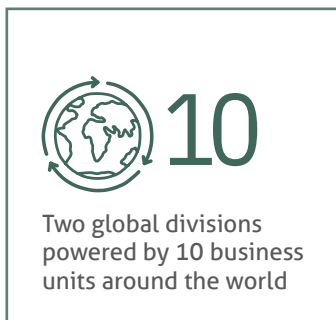 10
Two global divisions
powered by 10 business
units around the world